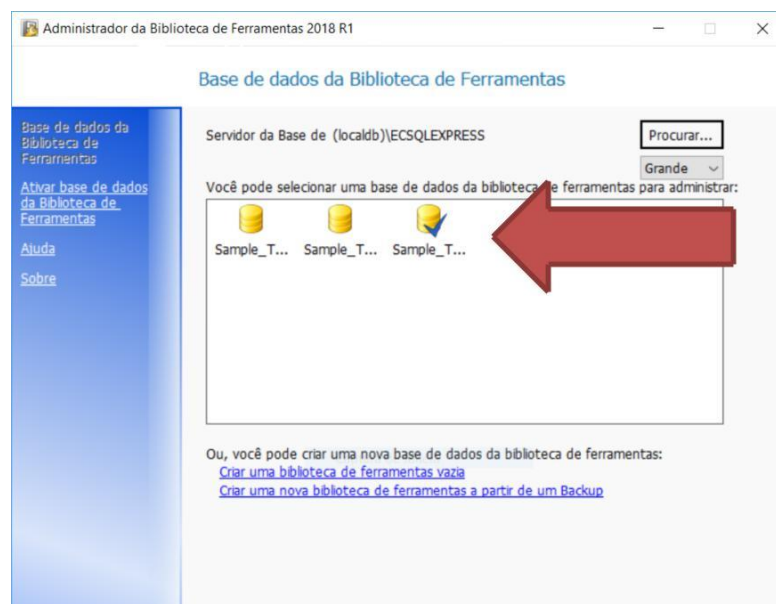 Administrador da Biblioteca de Ferramentas 2018 R1
Base de dados da Biblioteca de Ferramentas
Base de dados da
Biblioteca de
Ferramentas
Ativar base de dados
da Biblioteca de
Ferramentas
Ajuda
Sobre
Servidor da Base de (localdb)\ECSQLEXPRESS
Procurar...
Grande
Você pode selecionar uma base de dados da biblioteca de ferramentas para administrar:
Sample_T... Sample_T... Sample_T...
Ou, você pode criar uma nova base de dados da biblioteca de ferramentas:
Criar uma biblioteca de ferramentas vazia
Criar uma nova biblioteca de ferramentas a partir de um Backup